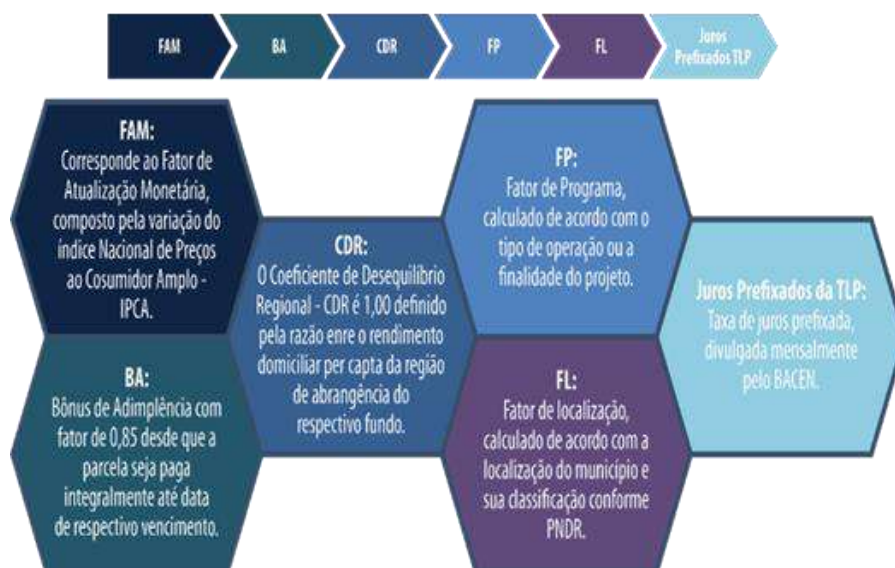 FAM
BA
CDR
FP
FL
Juros
Prefixados TLP
FAM:
Corresponde ao Fator de
Atualização Monetária,
composto pela variação do
índice Nacional de Preços
ao Cosumidor Amplo -
IPCA.
BA:
Bônus de Adimplência com
fator de 0,85 desde que a
parcela seja paga
integralmente até data
de respectivo vencimento.
CDR:
O Coeficiente de Desequilíbrio
Regional - CDR é 1,00 definido
pela razão enre o rendimento
domiciliar per capta da região
de abrangência do
respectivo fundo.
FP:
Fator de Programa,
calculado de acordo com o
tipo de operação ou a
finalidade do projeto.
FL:
Fator de localização,
calculado de acordo com a
localização do município e
sua classificação conforme
PNDR.
Juros Prefixados da TLP:
Taxa de juros prefixada,
divulgada mensalmente
pelo BACEN.